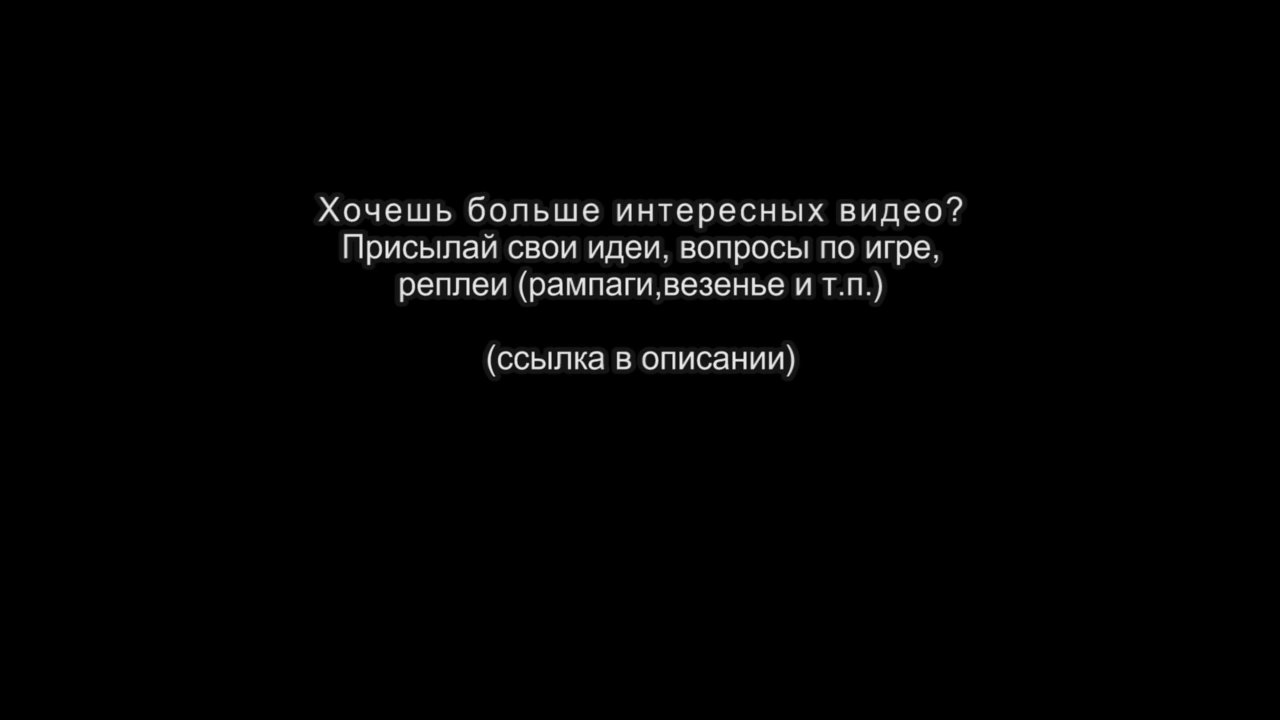 Хочешь больше интересных видео?
Присылай свои идеи, вопросы по игре,
реплеи (рампаги,везенье и т.п.)
(ссылка в описании)